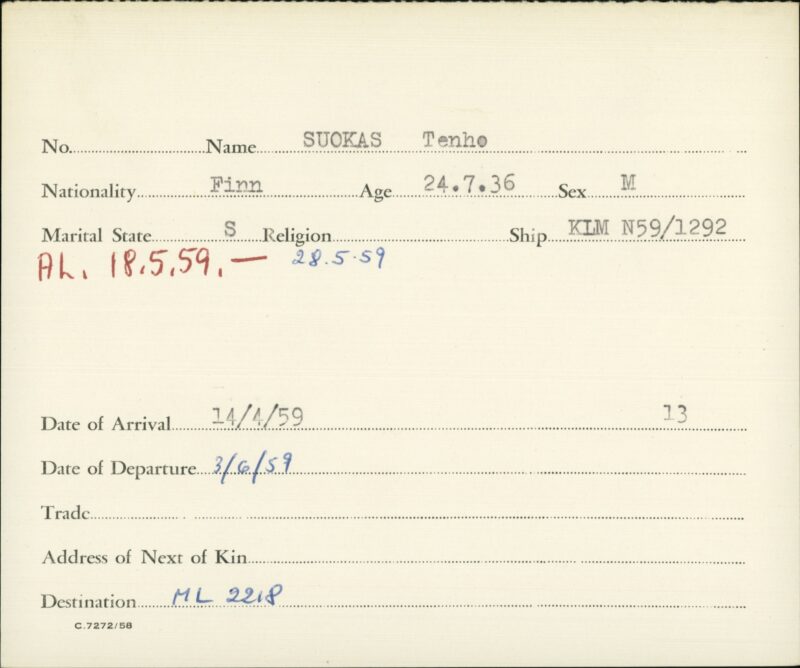 No. Name SUOKAS Tenho
Nationality Finn Age 24.7.36 Sex M
Marital State S Religion Ship KLM N59/1292
AL. 18.5.59. — 28.5.59
Date of Arrival 14/4/59 13
Date of Departure 3/6/59
Trade
Address of Next of Kin
Destination ML 2218
C.7272/58